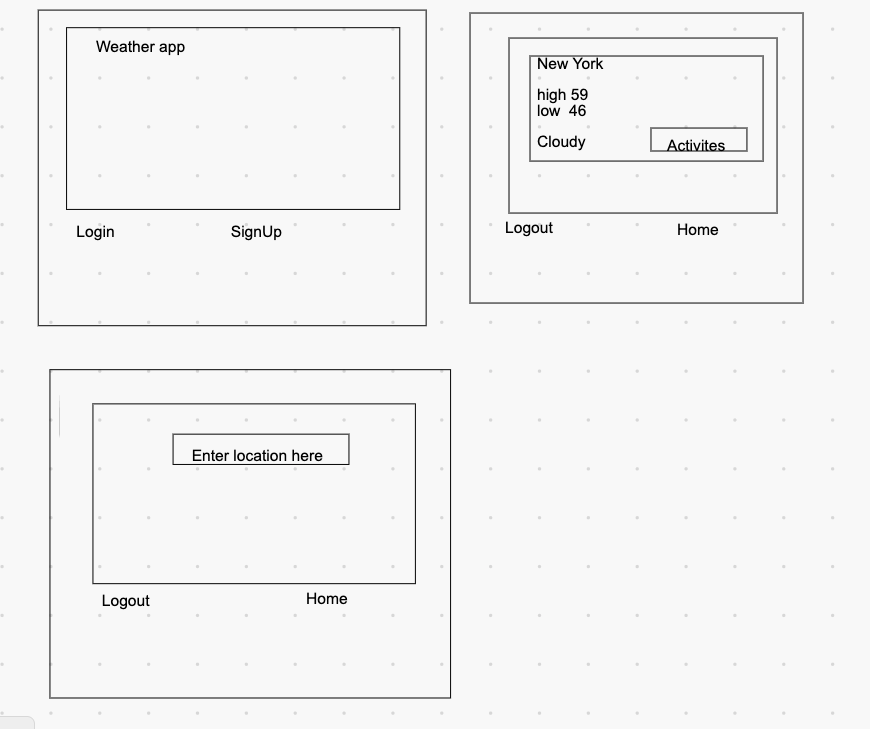 Weather app
Login
SignUp
New York
high 59
low 46
Cloudy
Activites
Logout
Home
Enter location here
Logout
Home